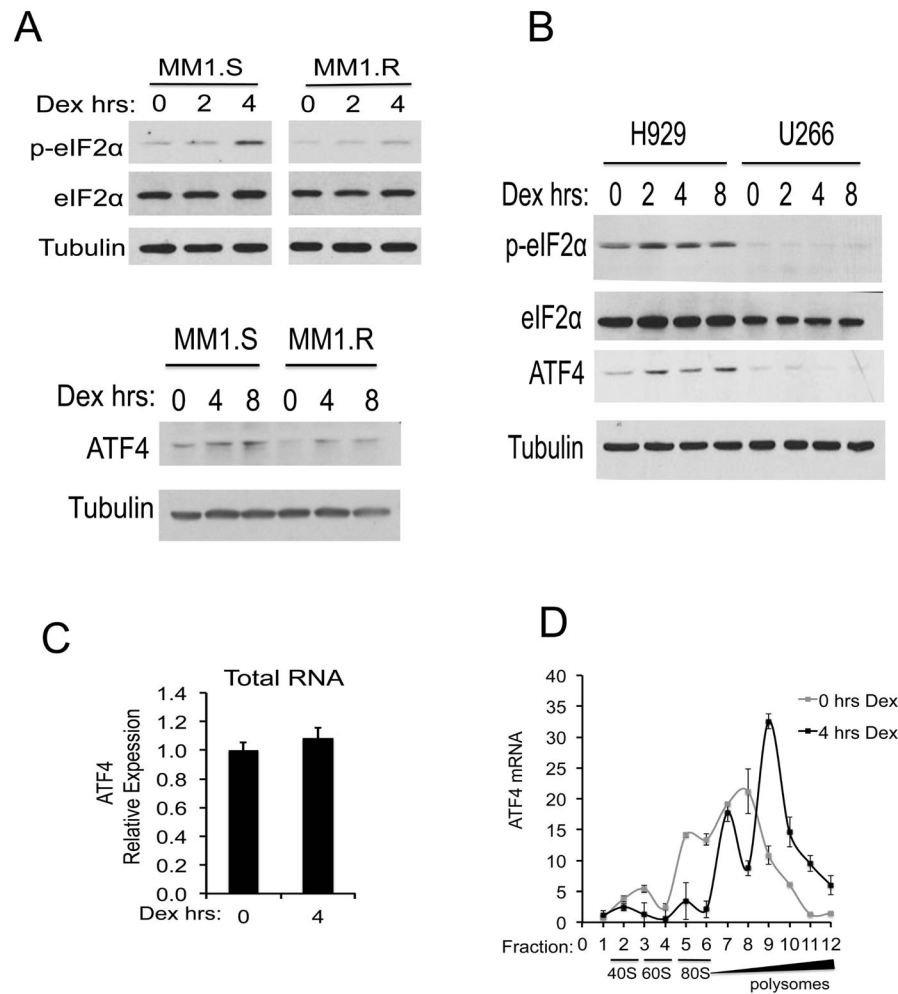 A
MM1.S MM1.R
Dex hrs: 0 2 4 0 2 4
p-eIF2α
eIF2α
Tubulin
MM1.S MM1.R
Dex hrs: 0 4 8 0 4 8
ATF4
Tubulin
B
H929 U266
Dex hrs: 0 2 4 8 0 2 4 8
p-eIF2α
eIF2α
ATF4
Tubulin
C
Total RNA
ATF4
Relative Expession
1.4
1.2
1.0
0.8
0.6
0.4
0.2
0.0
Dex hrs: 0 4
D
ATF4 mRNA
40
35
30
25
20
15
10
5
0
0 hrs Dex
4 hrs Dex
0 1 2 3 4 5 6 7 8 9 10 11 12
Fraction:
40S 60S 80S
polysomes